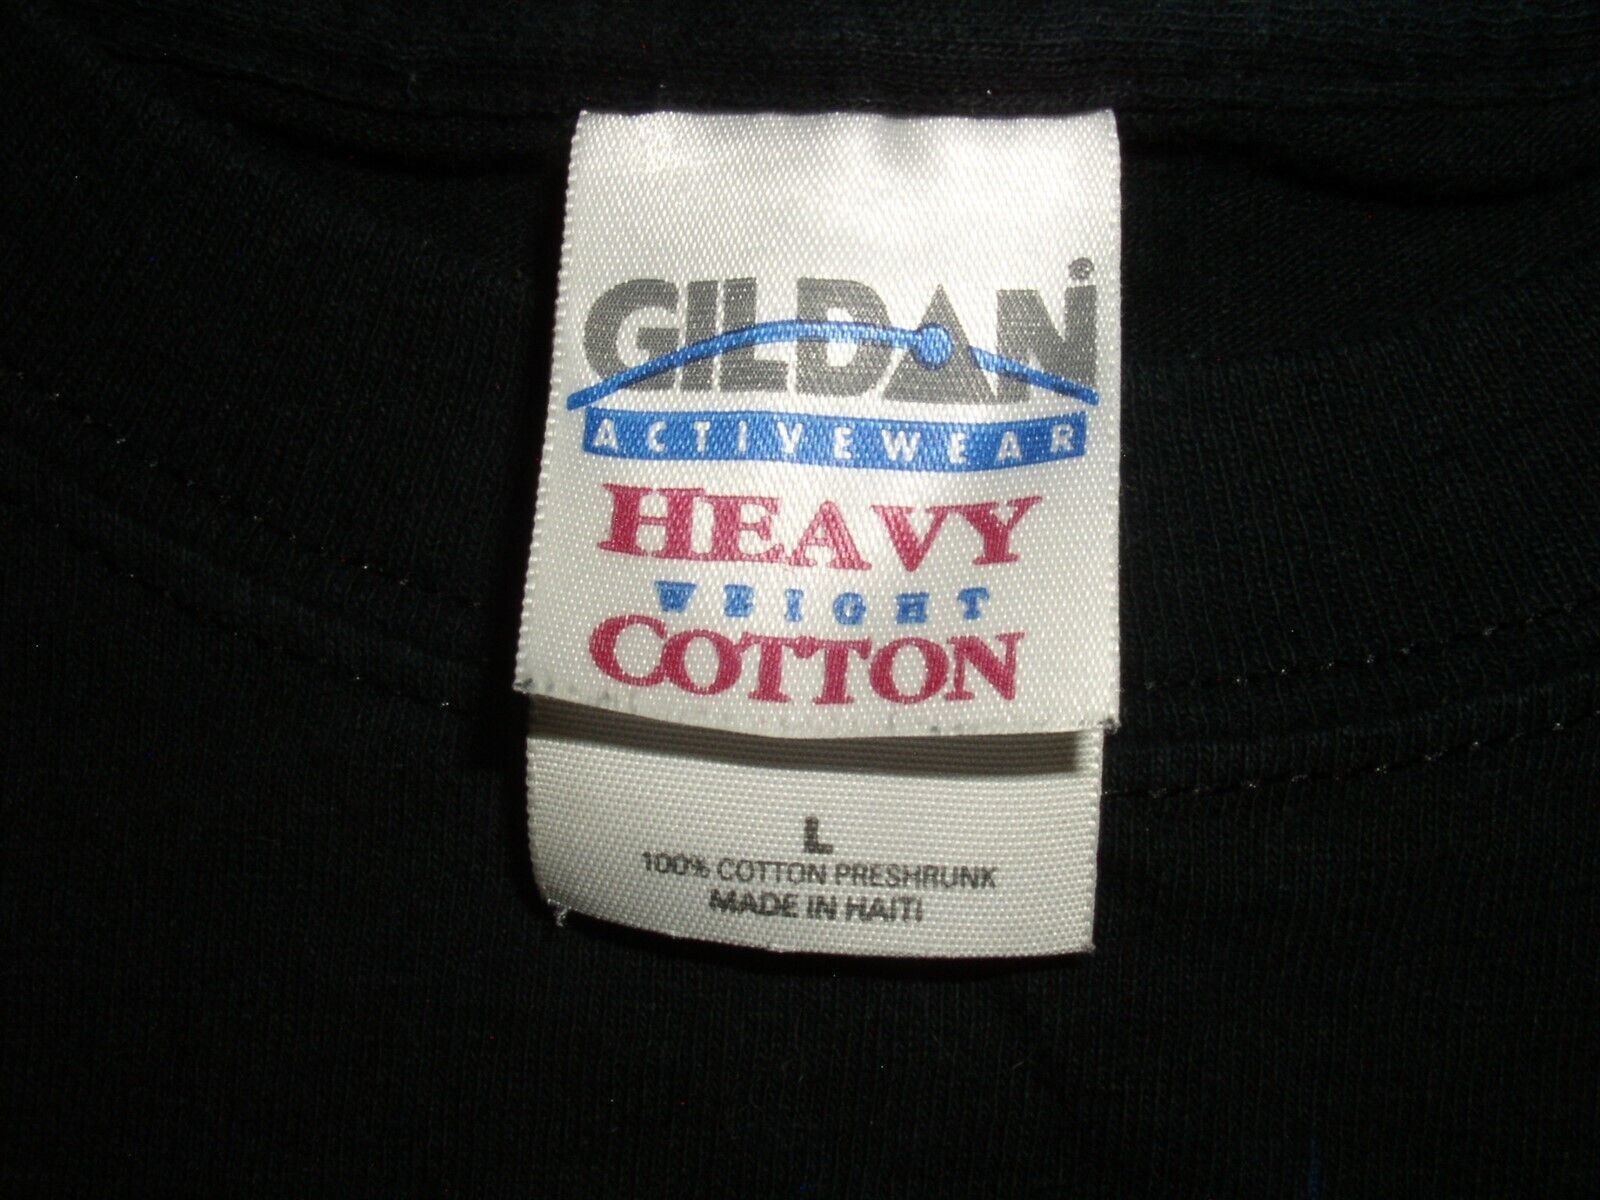 GILDAN®
ACTIVEWEAR
HEAVY
WEIGHT
COTTON
L
100% COTTON PRESHRUNK
MADE IN HAITI